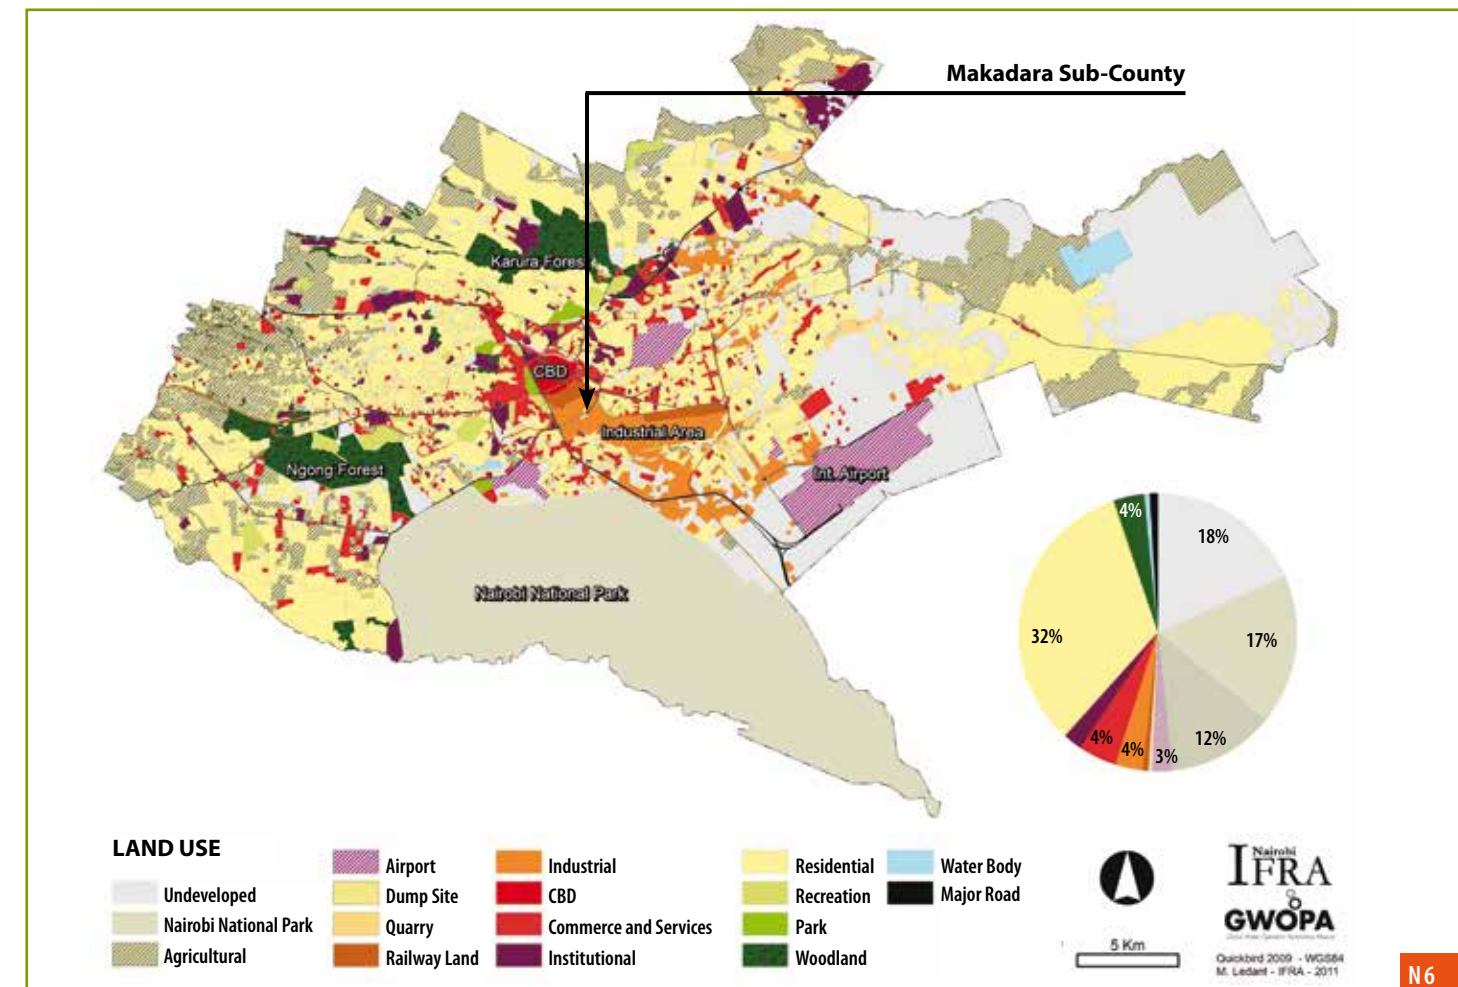 Makadara Sub-County
Karura Forest
CBD
Industrial Area
Ngong Forest
Int. Airport
Nairobi National Park
4%
18%
32%
17%
4%
4%
3%
12%
LAND USE
Undeveloped
Nairobi National Park
Agricultural
Airport
Dump Site
Quarry
Railway Land
Industrial
CBD
Commerce and Services
Institutional
Residential
Recreation
Park
Woodland
Water Body
Major Road
5 Km
Nairobi
IFRA
GWOPA
Quickbird 2009 - WGS84
M. Ledant - IFRA - 2011
N6